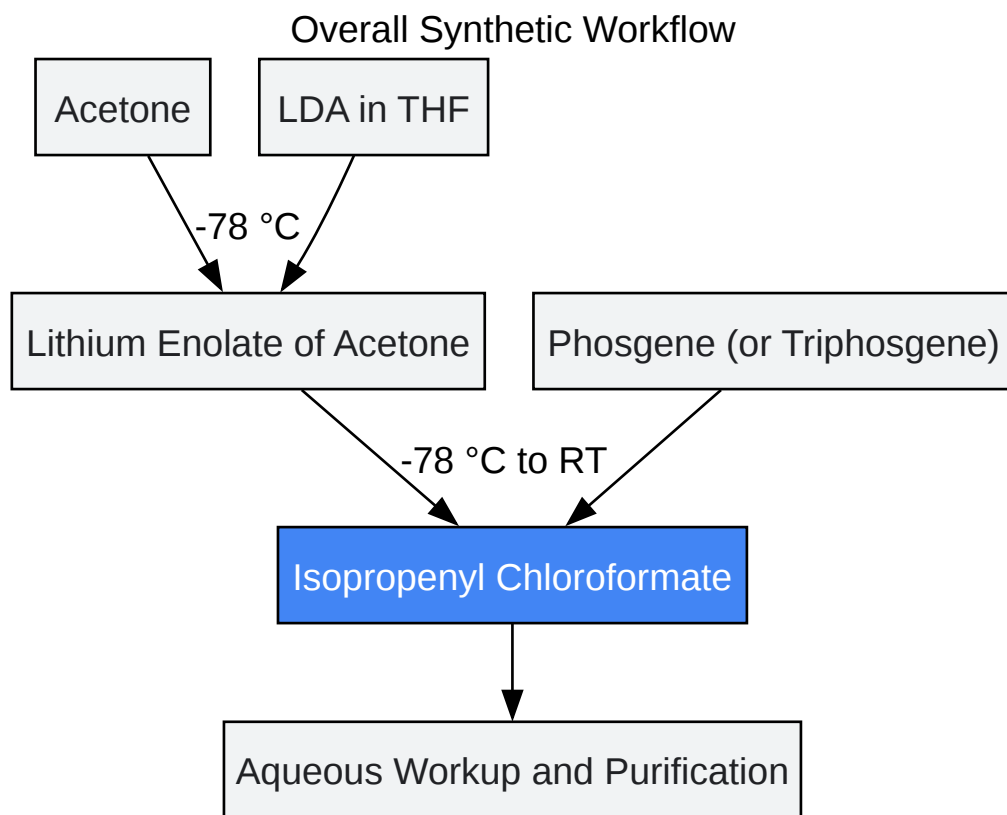 Overall Synthetic Workflow
Acetone
LDA in THF
-78 °C
Lithium Enolate of Acetone
Phosgene (or Triphosgene)
-78 °C to RT
Isopropenyl Chloroformate
Aqueous Workup and Purification